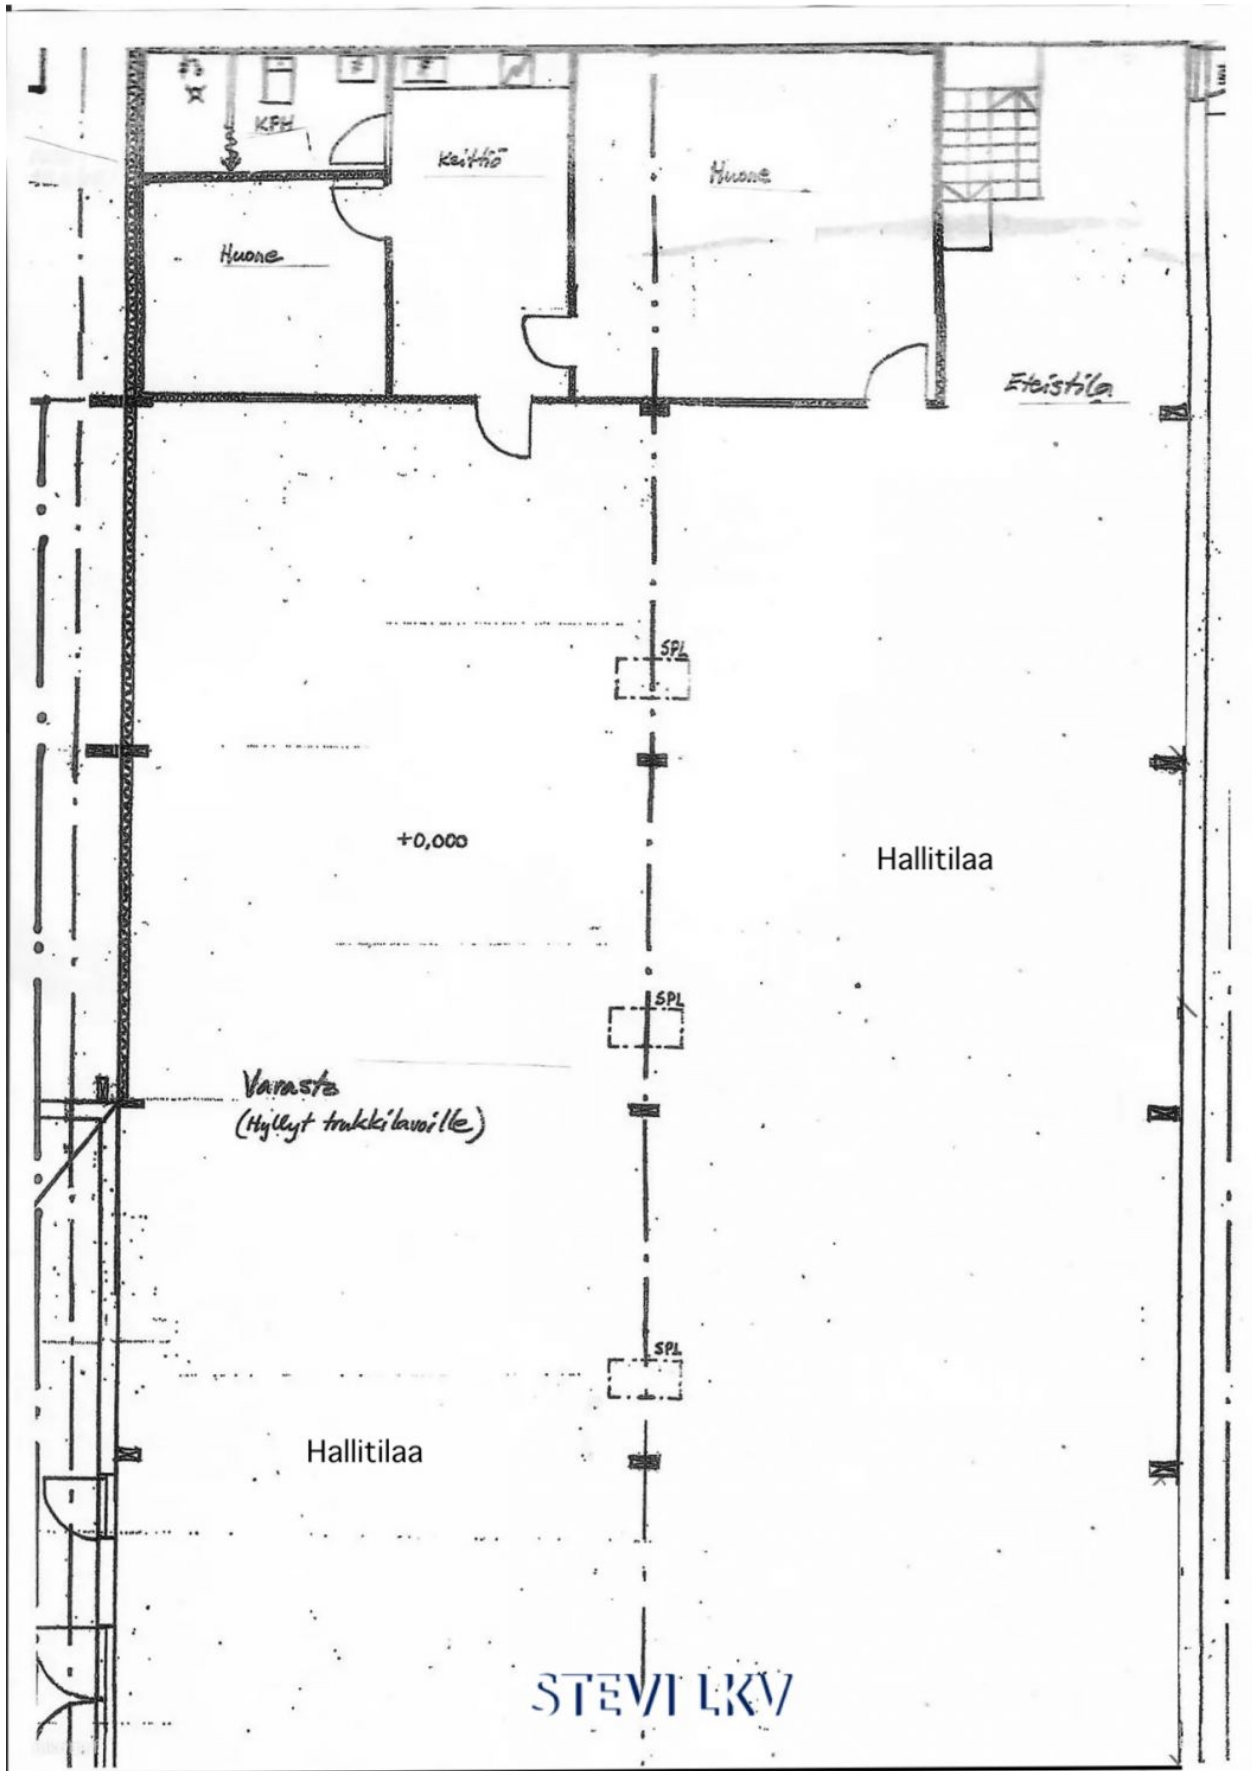 KPH
Keittiö
Huone
Huone
Eteistila
SPL
+0,000
Hallitilaa
SPL
Varasto
(Hyllyt trukkilavoille)
SPL
Hallitilaa
STEVI LKV